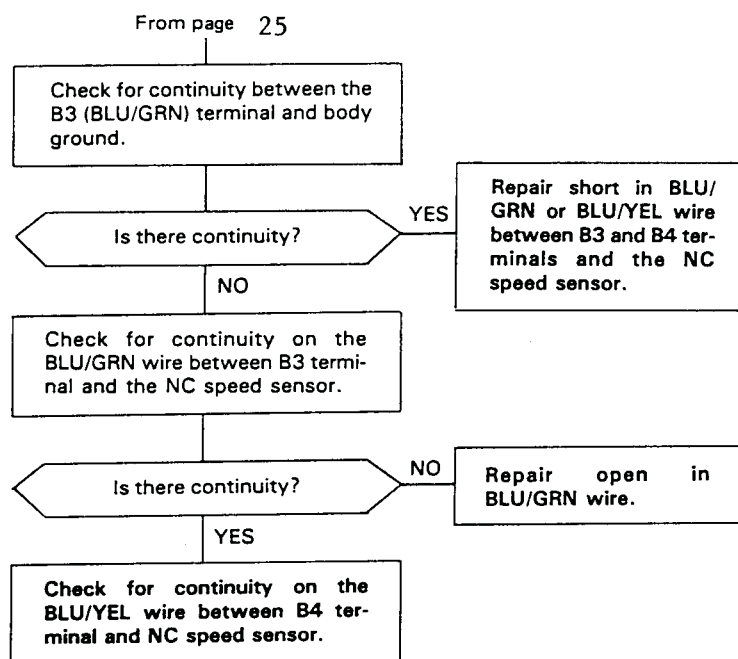 From page 25
Check for continuity between the
B3 (BLU/GRN) terminal and body
ground.
Is there continuity?
YES
Repair short in BLU/
GRN or BLU/YEL wire
between B3 and B4 ter-
minals and the NC
speed sensor.
NO
Check for continuity on the
BLU/GRN wire between B3 termi-
nal and the NC speed sensor.
Is there continuity?
NO
Repair open in
BLU/GRN wire.
YES
Check for continuity on the
BLU/YEL wire between B4 ter-
minal and NC speed sensor.